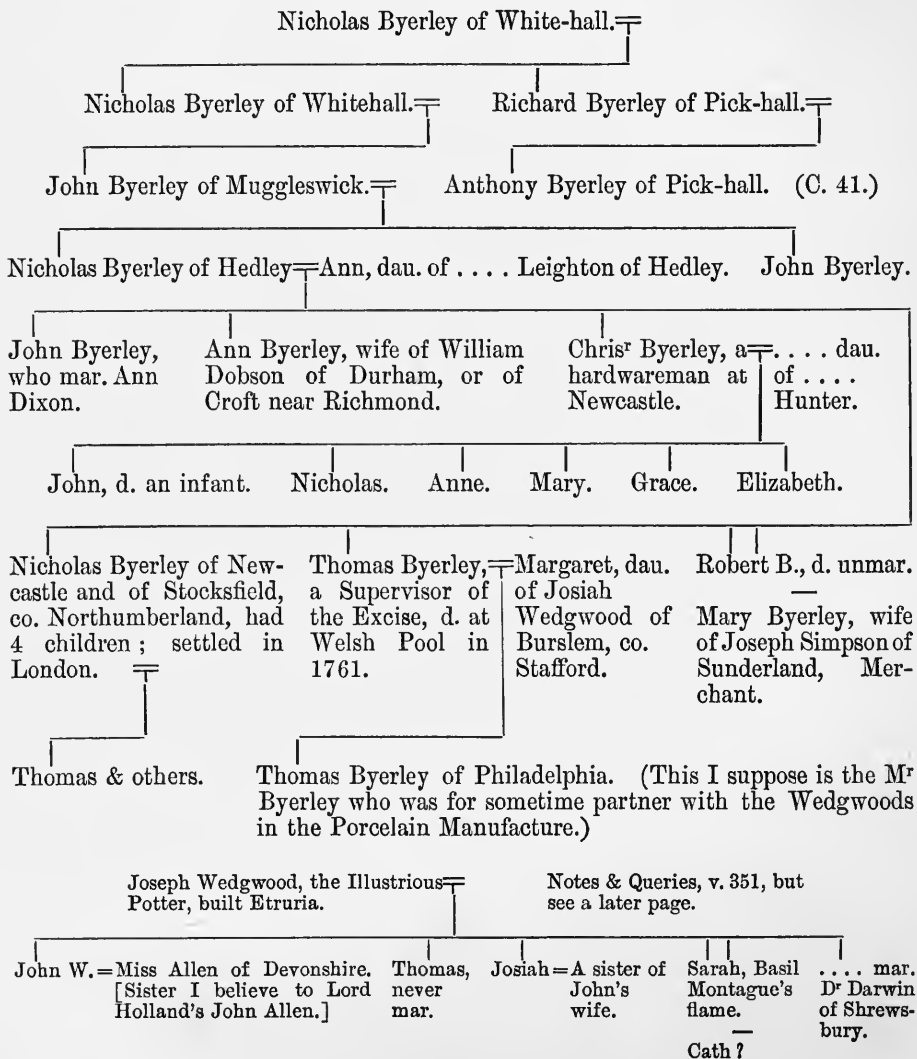 Nicholas Byerley of White-hall.
Nicholas Byerley of Whitehall. Richard Byerley of Pick-hall.
John Byerley of Muggleswick. Anthony Byerley of Pick-hall. (C. 41.)
Nicholas Byerley of Hedley Ann, dau. of .... Leighton of Hedley. John Byerley.
John Byerley,
who mar. Ann
Dixon.
Ann Byerley, wife of William
Dobson of Durham, or of
Croft near Richmond.
Chrisʳ Byerley, a
hardwareman at
Newcastle.
.... dau.
of ....
Hunter.
John, d. an infant. Nicholas. Anne. Mary. Grace. Elizabeth.
Nicholas Byerley of New-
castle and of Stocksfield,
co. Northumberland, had
4 children; settled in
London.
Thomas Byerley,
a Supervisor of
the Excise, d. at
Welsh Pool in
1761.
Margaret, dau.
of Josiah
Wedgwood of
Burslem, co.
Stafford.
Robert B., d. unmar.
—
Mary Byerley, wife
of Joseph Simpson of
Sunderland, Mer-
chant.
Thomas & others.
Thomas Byerley of Philadelphia. (This I suppose is the Mʳ
Byerley who was for sometime partner with the Wedgwoods
in the Porcelain Manufacture.)
Joseph Wedgwood, the Illustrious
Potter, built Etruria.
Notes & Queries, v. 351, but
see a later page.
John W.=Miss Allen of Devonshire.
[Sister I believe to Lord
Holland's John Allen.]
Thomas,
never
mar.
Josiah=A sister of
John's
wife.
Sarah, Basil
Montague's
flame.
—
Cath ?
.... mar.
Dʳ Darwin
of Shrews-
bury.